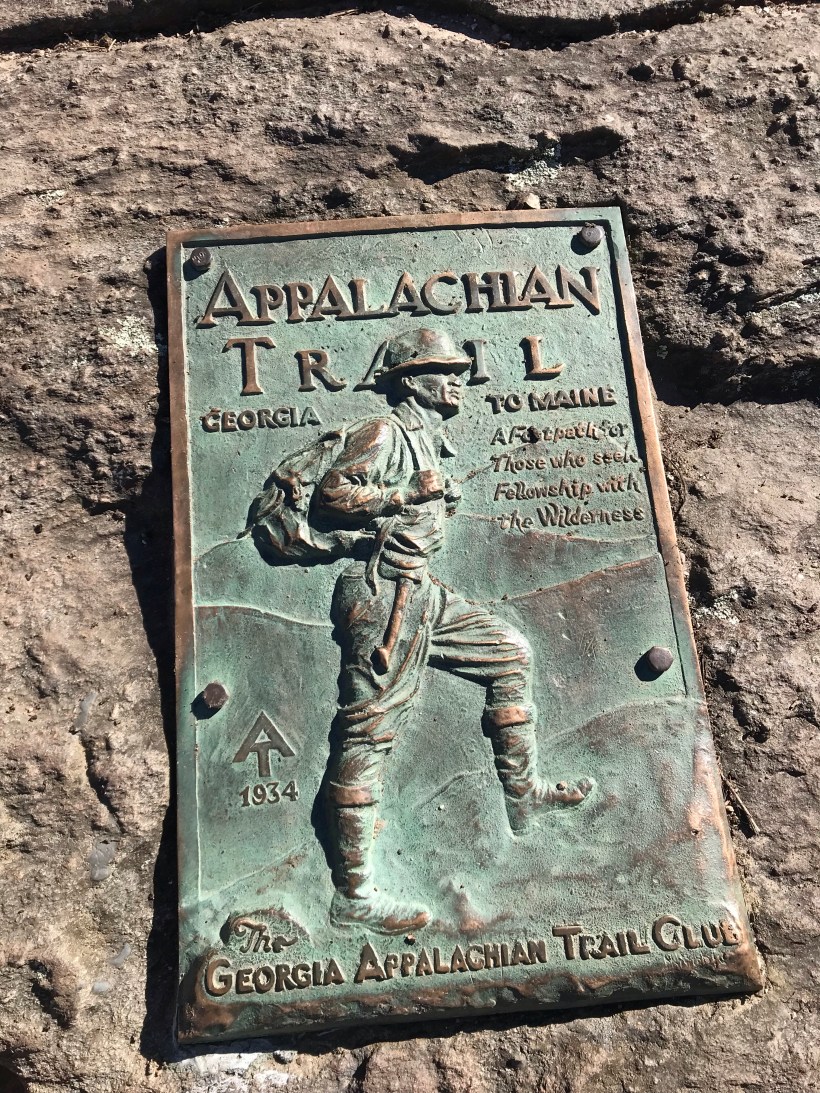 APPALACHIAN
TRAIL
GEORGIA TO MAINE
A Footpath for
Those who seek
Fellowship with
the Wilderness
AT
1934
The
GEORGIA APPALACHIAN TRAIL CLUB